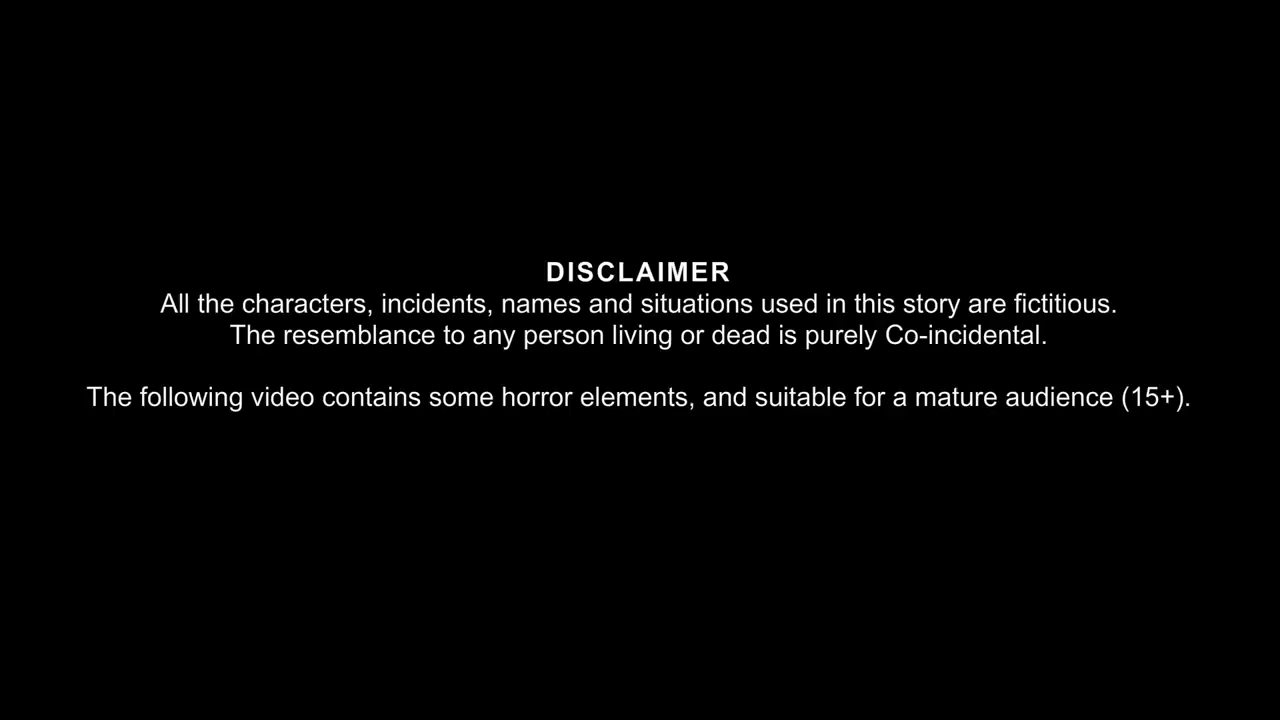 DISCLAIMER
All the characters, incidents, names and situations used in this story are fictitious.
The resemblance to any person living or dead is purely Co-incidental.
The following video contains some horror elements, and suitable for a mature audience (15+).